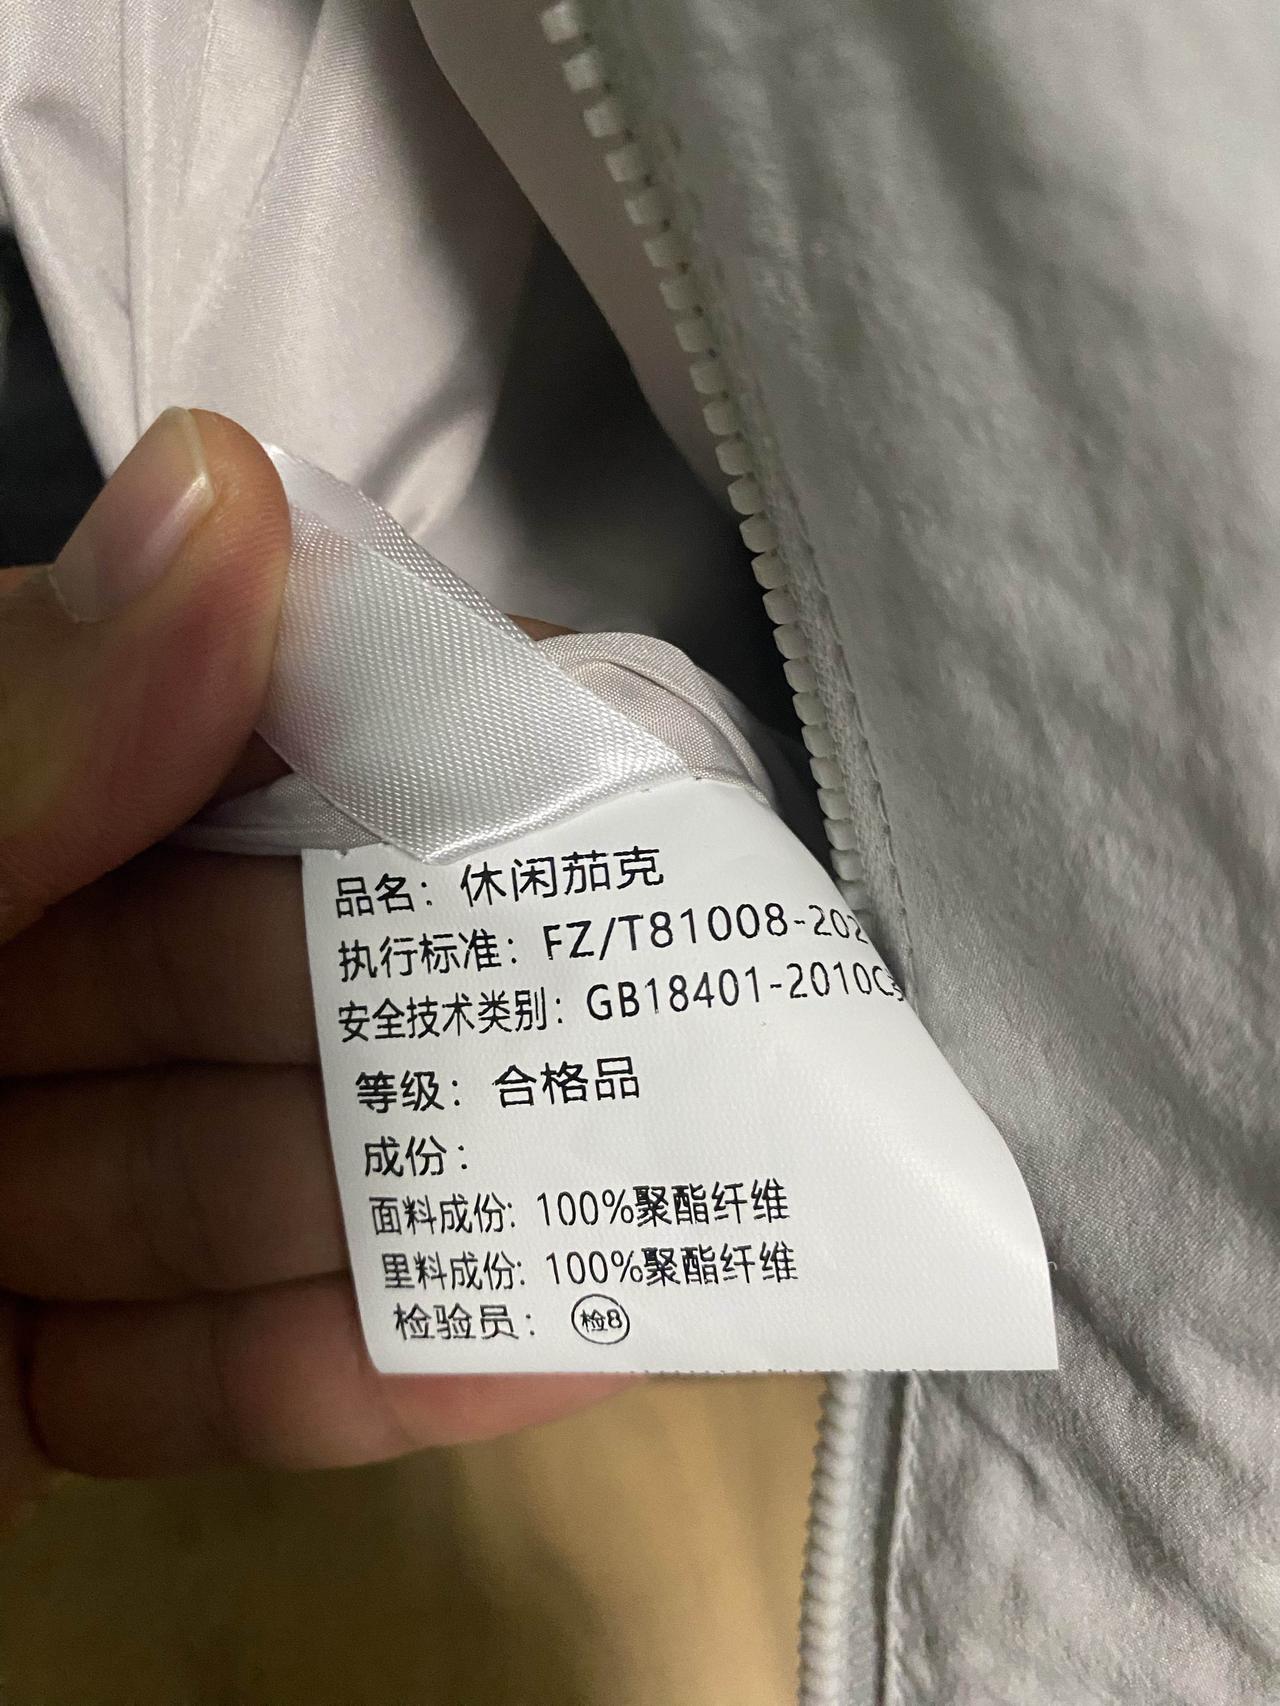 品名：休闲茄克
执行标准：FZ/T81008-202
安全技术类别：GB18401-2010C
等级：合格品
成份：
面料成份：100%聚酯纤维
里料成份：100%聚酯纤维
检验员：检8